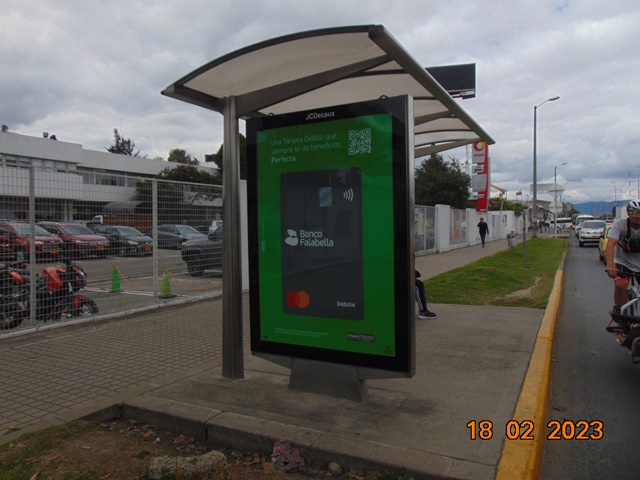 JCDecaux
Una Tarjeta Débito que
siempre te da beneficios.
Perfecto.
Banco
Falabella
Débito
18 02 2023